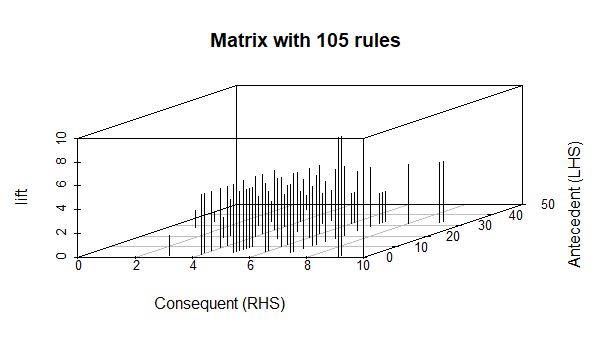 Matrix with 105 rules
10
8
6
4
2
0
lift
0 2 4 6 8 10
Consequent (RHS)
0 10 20 30 40 50
Antecedent (LHS)